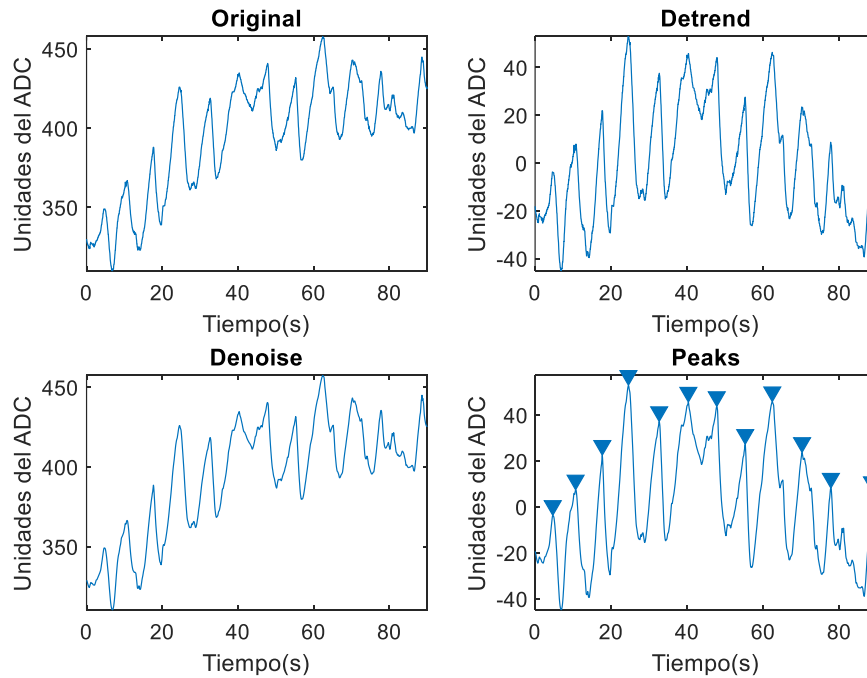 Original
Unidades del ADC
450
400
350
0 20 40 60 80
Tiempo(s)
Detrend
Unidades del ADC
40
20
0
-20
-40
0 20 40 60 80
Tiempo(s)
Denoise
Unidades del ADC
450
400
350
0 20 40 60 80
Tiempo(s)
Peaks
Unidades del ADC
40
20
0
-20
-40
0 20 40 60 80
Tiempo(s)